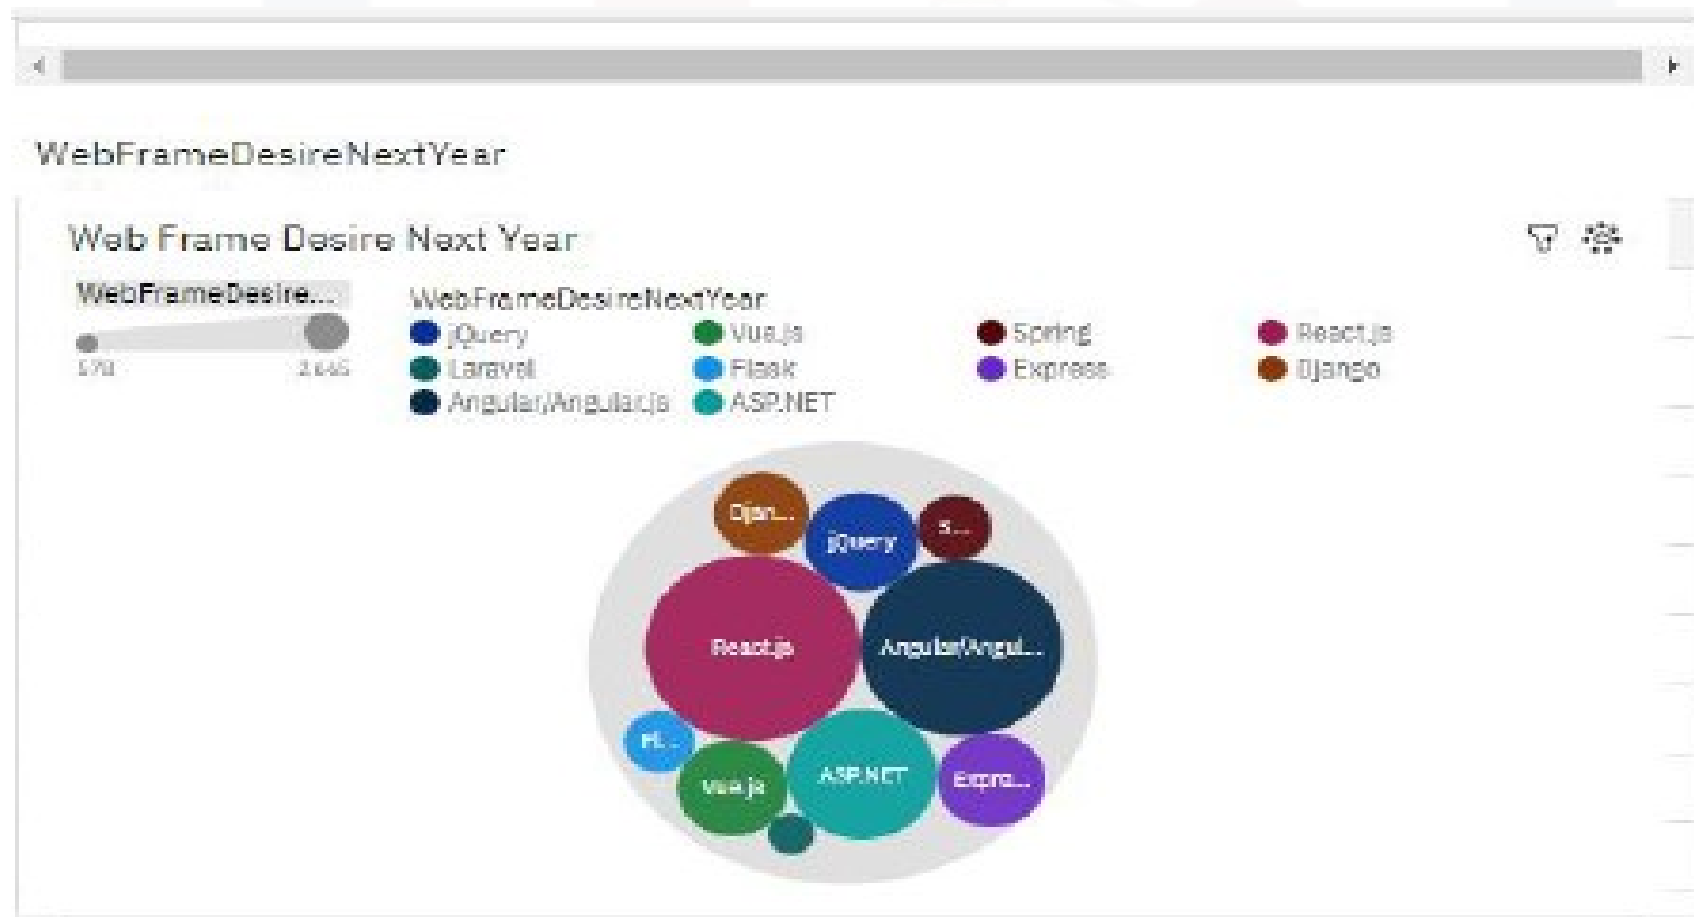 WebFrameDesireNextYear
Web Frame Desire Next Year
WebFrameDesire...
WebFrameDesireNextYear
jQuery Vue.js Spring React.js
Laravel Flask Express Django
Angular/Angular.js ASP.NET
Djan...
jQuery
S...
React.js
Angular/Angul...
Fl...
Vue.js
ASP.NET
Expre...